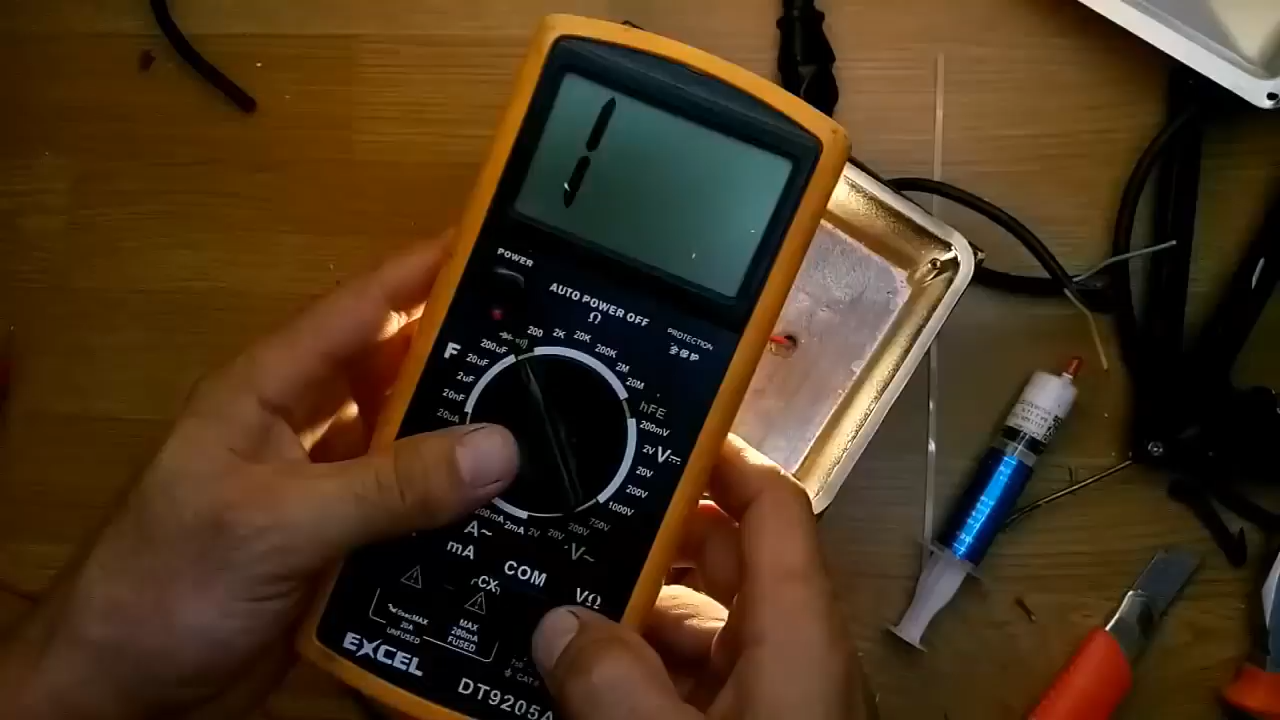 1
POWER
AUTO POWER OFF
Ω
PROTECTION
200
2K
20K
200K
2M
20M
hFE
F
200uF
20uF
2uF
20nF
20uA
200mV
2V
V⎓
20V
200V
1000V
750V
200V
20V
2V
V~
2mA
200mA
A~
mA
COM
CX
VΩ
20A
UNFUSED
MAX
200mA
FUSED
EXCEL
DT9205A